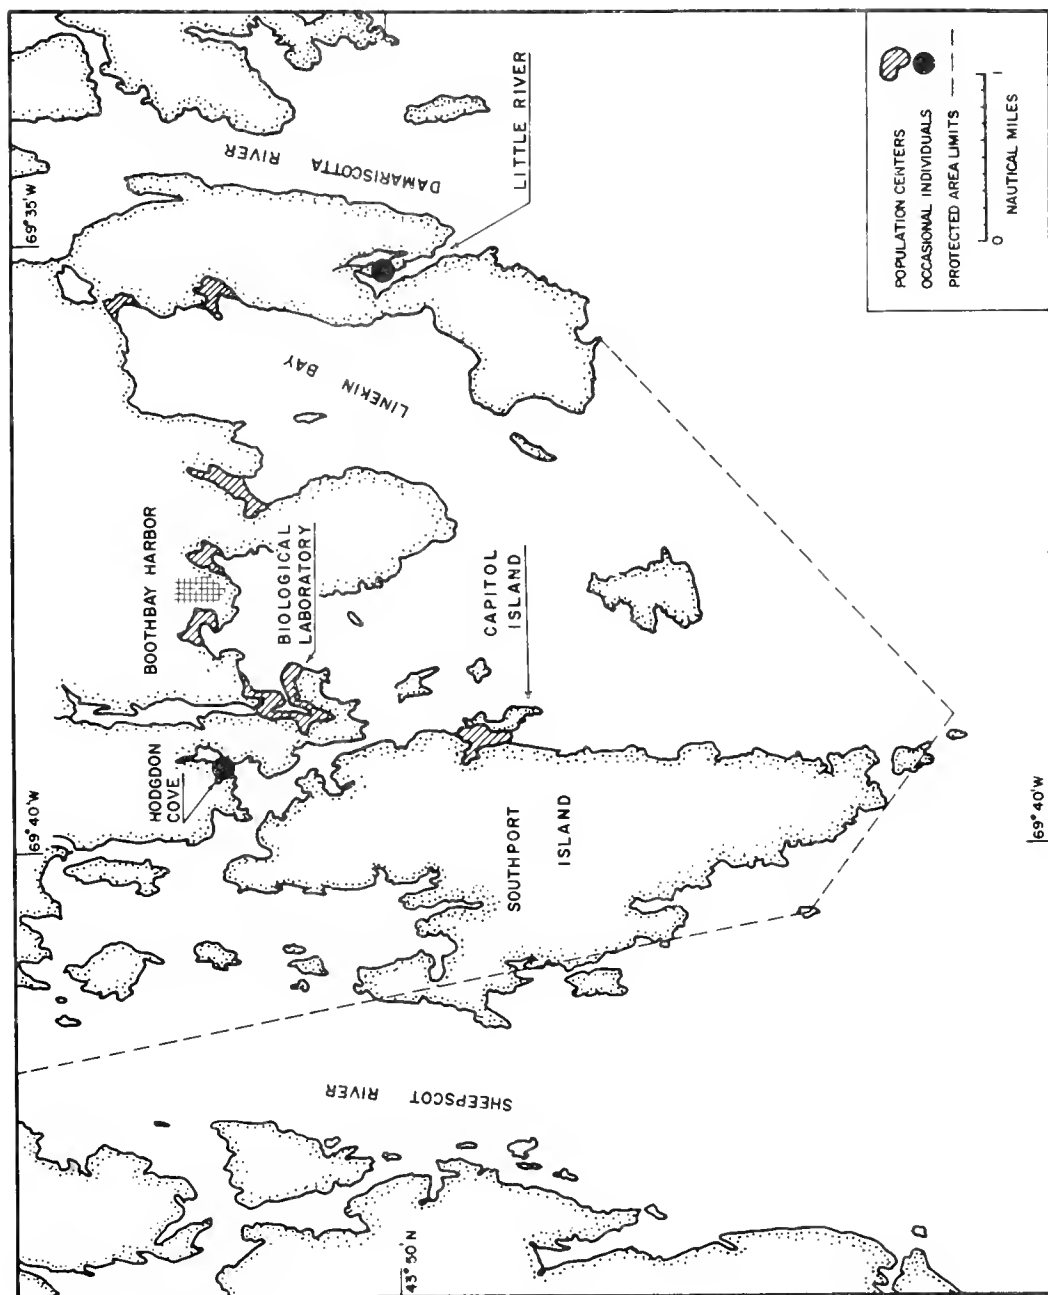 69° 35' W
DAMARISCOTTA
RIVER
LITTLE RIVER
LINEKIN BAY
BOOTHBAY HARBOR
BIOLOGICAL
LABORATORY
CAPITOL
ISLAND
HODGDON
COVE
69° 40' W
SOUTHPORT
ISLAND
69° 40' W
SHEEPSCOT RIVER
43° 50' N
POPULATION CENTERS
OCCASIONAL INDIVIDUALS
PROTECTED AREA LIMITS
0 1
NAUTICAL MILES